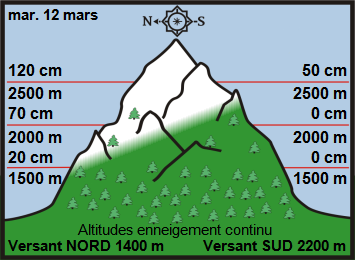 mar. 12 mars
N S
120 cm 50 cm
2500 m 2500 m
70 cm 0 cm
2000 m 2000 m
20 cm 0 cm
1500 m 1500 m
Altitudes enneigement continu
Versant NORD 1400 m Versant SUD 2200 m